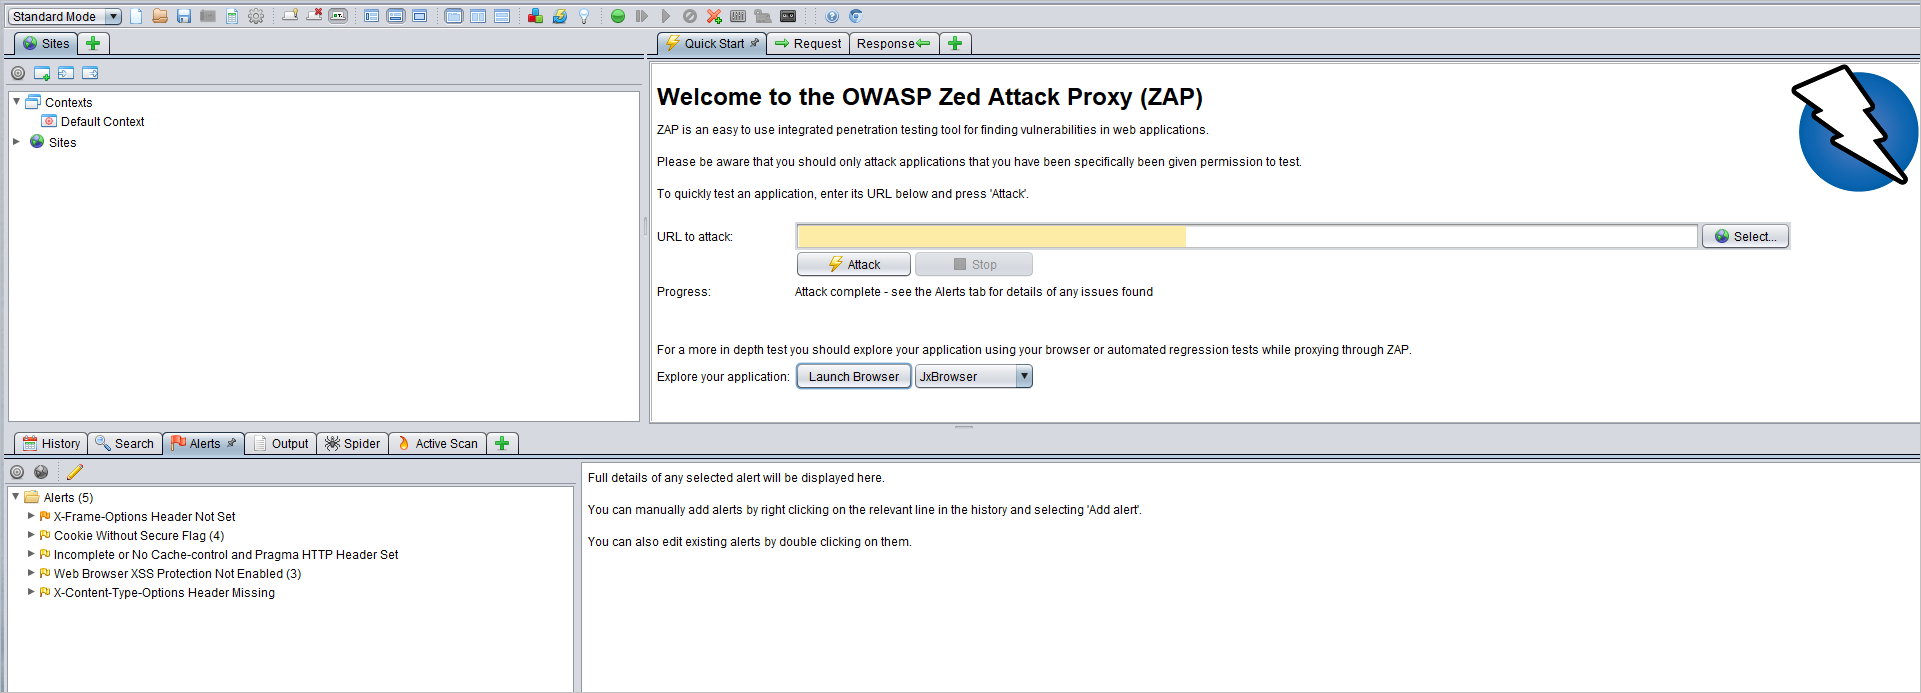 Standard Mode
Sites
Quick Start
Request
Response
Contexts
Default Context
Sites
Welcome to the OWASP Zed Attack Proxy (ZAP)
ZAP is an easy to use integrated penetration testing tool for finding vulnerabilities in web applications.
Please be aware that you should only attack applications that you have been specifically been given permission to test.
To quickly test an application, enter its URL below and press 'Attack'.
URL to attack:
Select...
Attack
Stop
Progress:
Attack complete - see the Alerts tab for details of any issues found
For a more in depth test you should explore your application using your browser or automated regression tests while proxying through ZAP.
Explore your application:
Launch Browser
JxBrowser
History
Search
Alerts
Output
Spider
Active Scan
Alerts (5)
X-Frame-Options Header Not Set
Cookie Without Secure Flag (4)
Incomplete or No Cache-control and Pragma HTTP Header Set
Web Browser XSS Protection Not Enabled (3)
X-Content-Type-Options Header Missing
Full details of any selected alert will be displayed here.
You can manually add alerts by right clicking on the relevant line in the history and selecting 'Add alert'.
You can also edit existing alerts by double clicking on them.